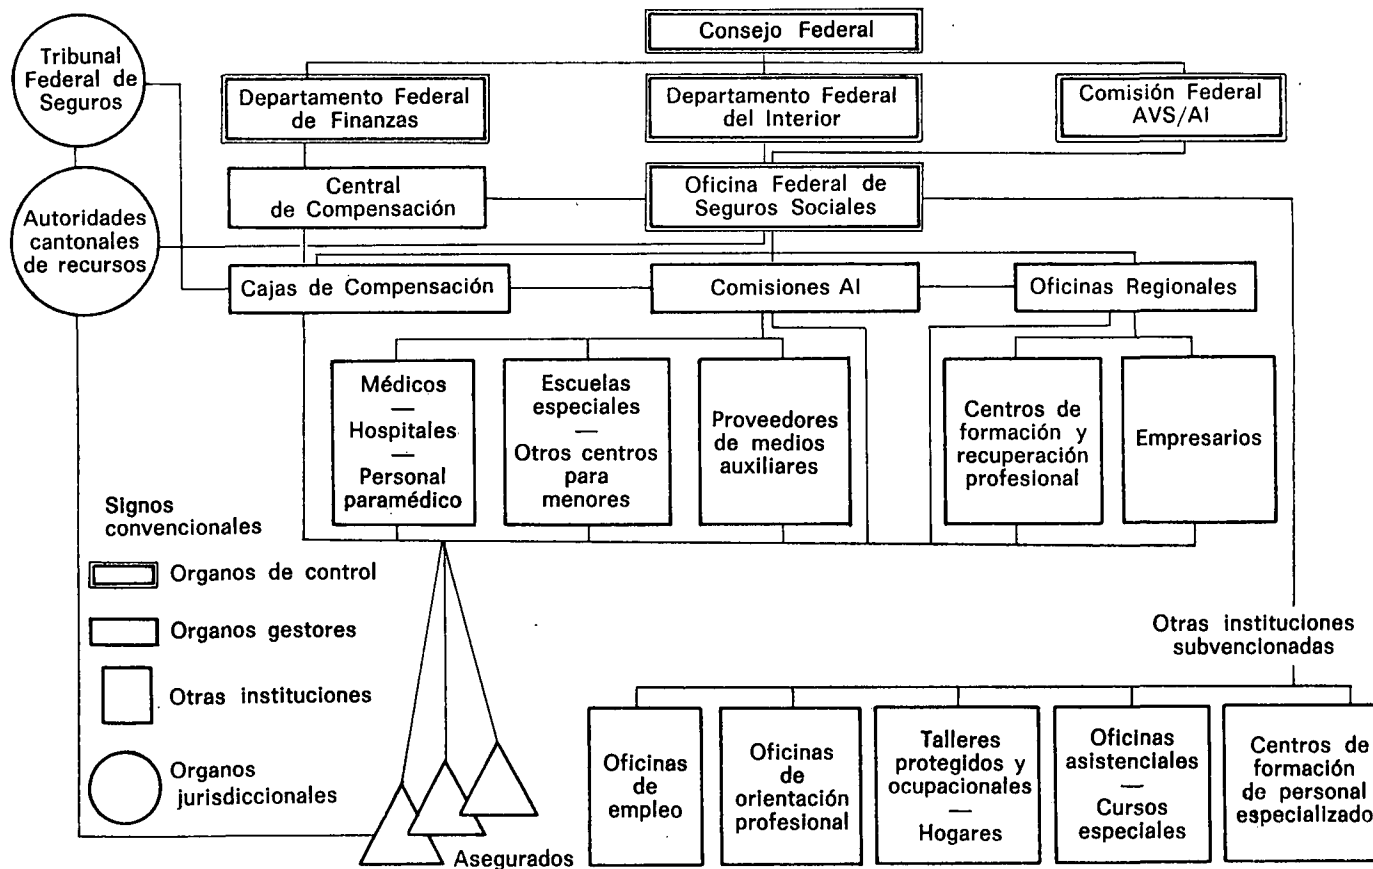 Consejo Federal
Tribunal
Federal de
Seguros
Departamento Federal
de Finanzas
Departamento Federal
del Interior
Comisión Federal
AVS/AI
Central
de Compensación
Oficina Federal de
Seguros Sociales
Autoridades
cantonales
de recursos
Cajas de Compensación
Comisiones AI
Oficinas Regionales
Médicos
—
Hospitales
—
Personal
paramédico
Escuelas
especiales
—
Otros centros
para
menores
Proveedores
de medios
auxiliares
Centros de
formación y
recuperación
profesional
Empresarios
Signos
convencionales
Organos de control
Organos gestores
Otras instituciones
Organos
jurisdiccionales
Asegurados
Otras instituciones
subvencionadas
Oficinas
de
empleo
Oficinas
de
orientación
profesional
Talleres
protegidos y
ocupacionales
—
Hogares
Oficinas
asistenciales
—
Cursos
especiales
Centros de
formación
de personal
especializado